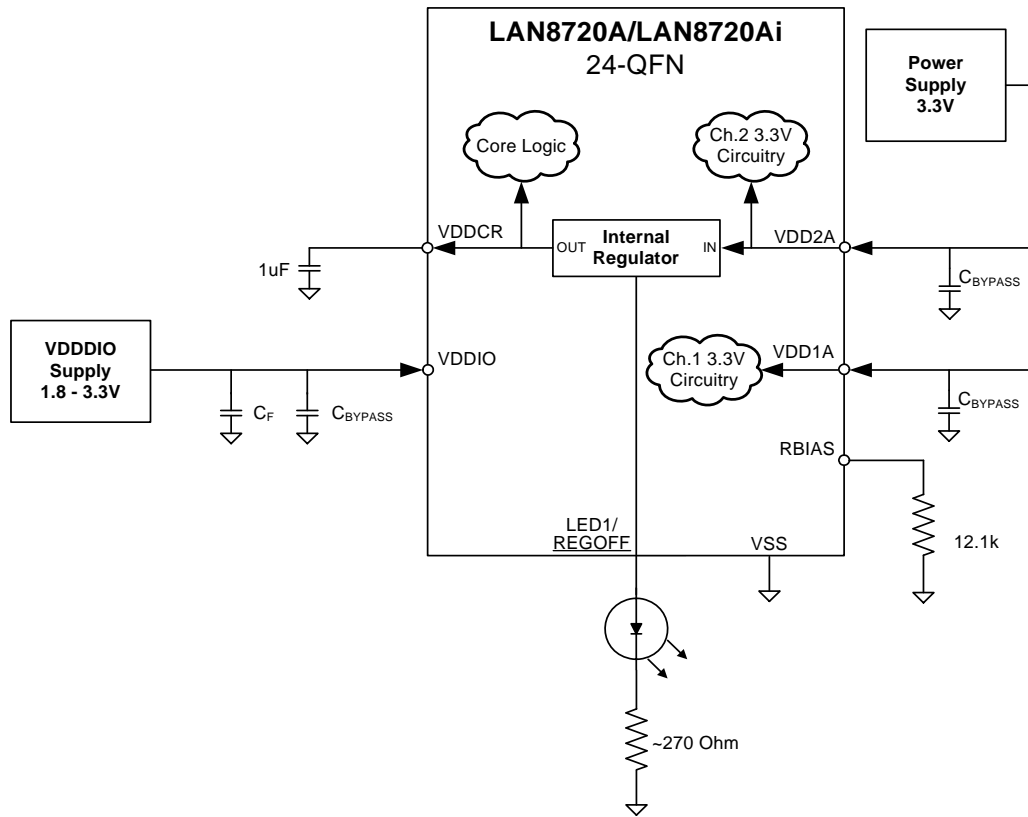 LAN8720A/LAN8720Ai
24-QFN
Power
Supply
3.3V
Core Logic
Ch.2 3.3V
Circuitry
VDDCR
OUT
Internal
Regulator
IN
VDD2A
1uF
CBYPASS
VDDDIO
Supply
1.8 - 3.3V
VDDIO
CF
CBYPASS
Ch.1 3.3V
Circuitry
VDD1A
CBYPASS
RBIAS
12.1k
LED1/
REGOFF
VSS
~270 Ohm